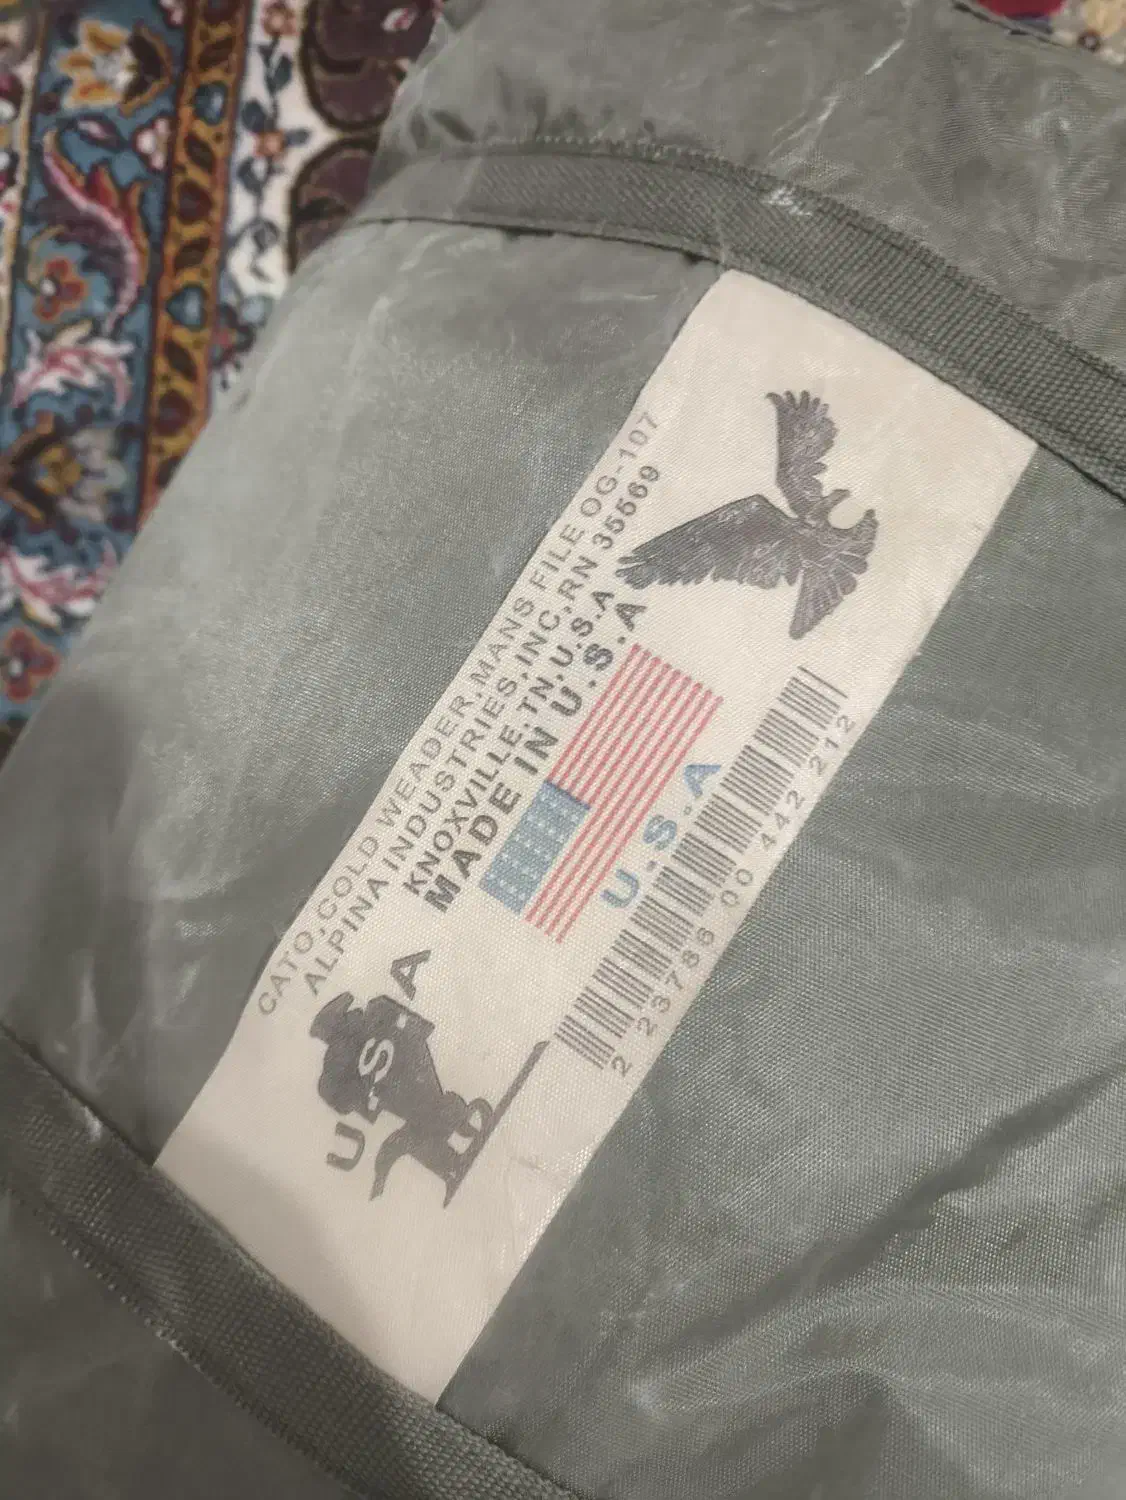 CATO,COLD WEADER,MANS FILE OG-107
ALPINA INDUSTRIES,INC,RN 35569
KNOXVILLE,TN,U.S.A
MADE IN U.S.A
U.S.A
U.S.A
2 23786 00 442 212